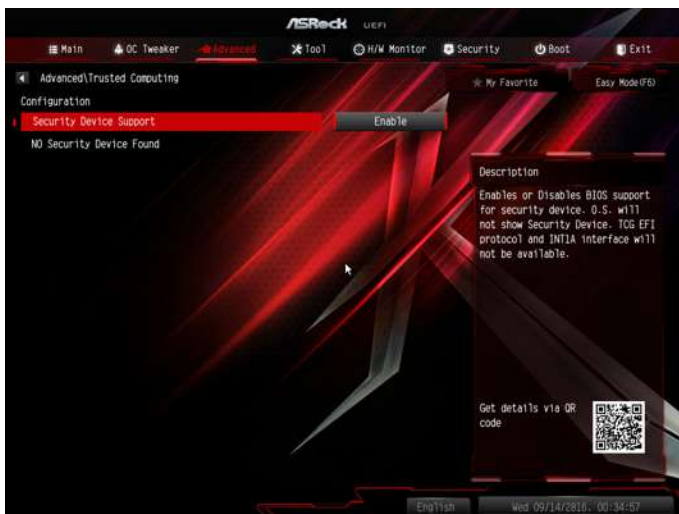 ASRock UEFI
Main OC Tweaker Advanced Tool H/W Monitor Security Boot Exit
Advanced\Trusted Computing
My Favorite Easy Mode(F6)
Configuration
Security Device Support Enable
NO Security Device Found
Description
Enables or Disables BIOS support
for security device. O.S. will
not show Security Device. TCG EFI
protocol and INT1A interface will
not be available.
Get details via QR
code
English Wed 09/14/2016. 00:34:57